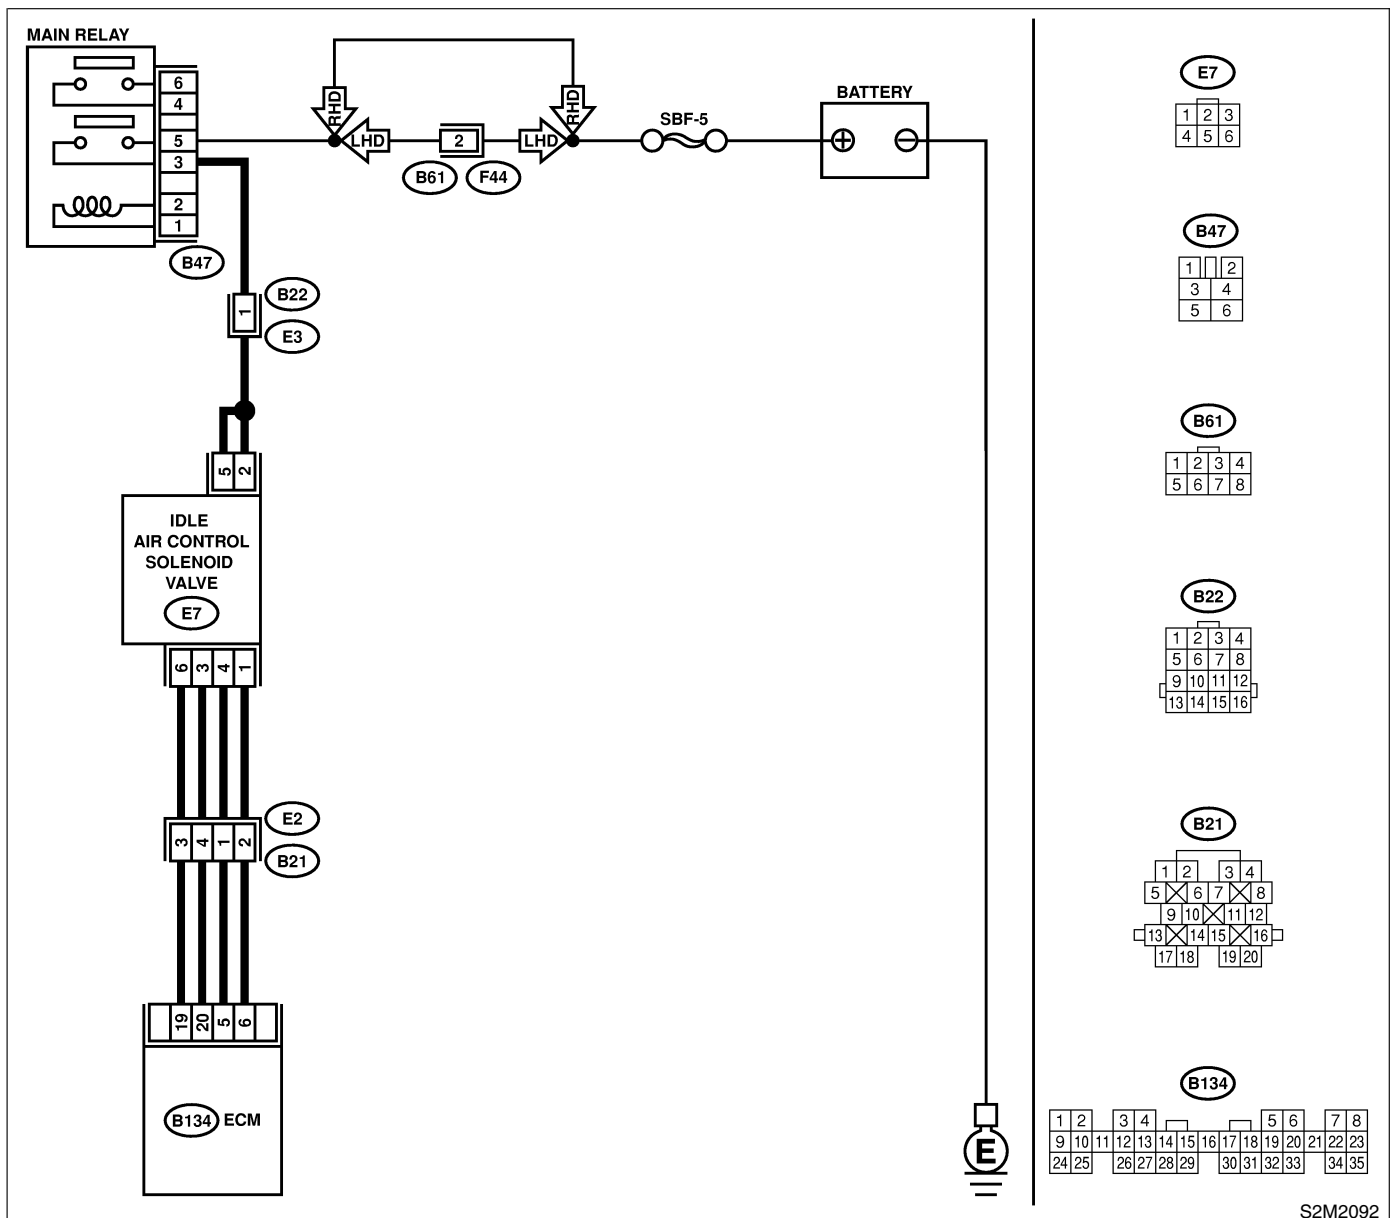 MAIN RELAY
6
4
5
3
2
1
B47
RHD
LHD
2
LHD
RHD
B61
F44
SBF-5
BATTERY
+
−
1
B22
E3
5 2
IDLE
AIR CONTROL
SOLENOID
VALVE
E7
6 3 4 1
E2
3 4 1 2
B21
19 20 5 6
B134 ECM
E
E7
1 2 3
4 5 6
B47
1 2
3 4
5 6
B61
1 2 3 4
5 6 7 8
B22
1 2 3 4
5 6 7 8
9 10 11 12
13 14 15 16
B21
1 2 3 4
5 6 7 8
9 10 11 12
13 14 15 16
17 18 19 20
B134
1 2 3 4 5 6 7 8
9 10 11 12 13 14 15 16 17 18 19 20 21 22 23
24 25 26 27 28 29 30 31 32 33 34 35
S2M2092